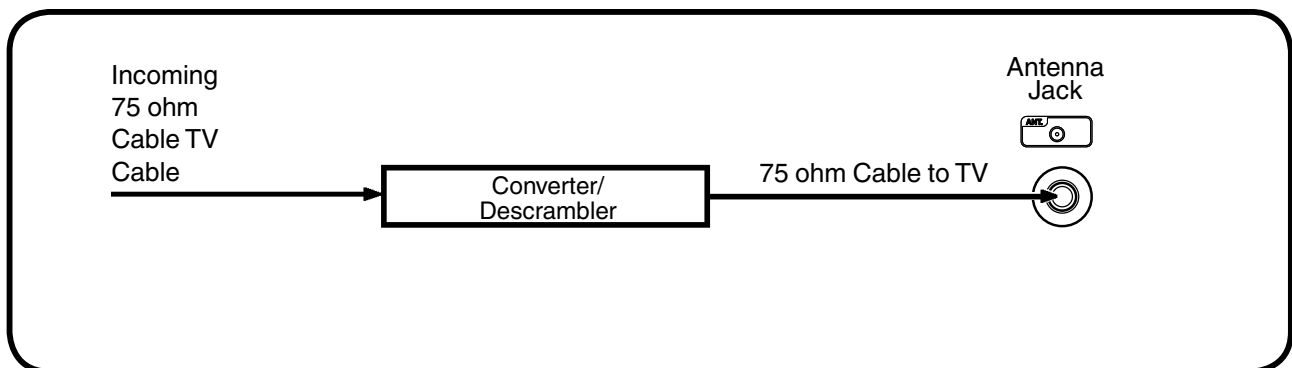 Incoming
75 ohm
Cable TV
Cable
Converter/
Descrambler
75 ohm Cable to TV
Antenna
Jack
ANT.